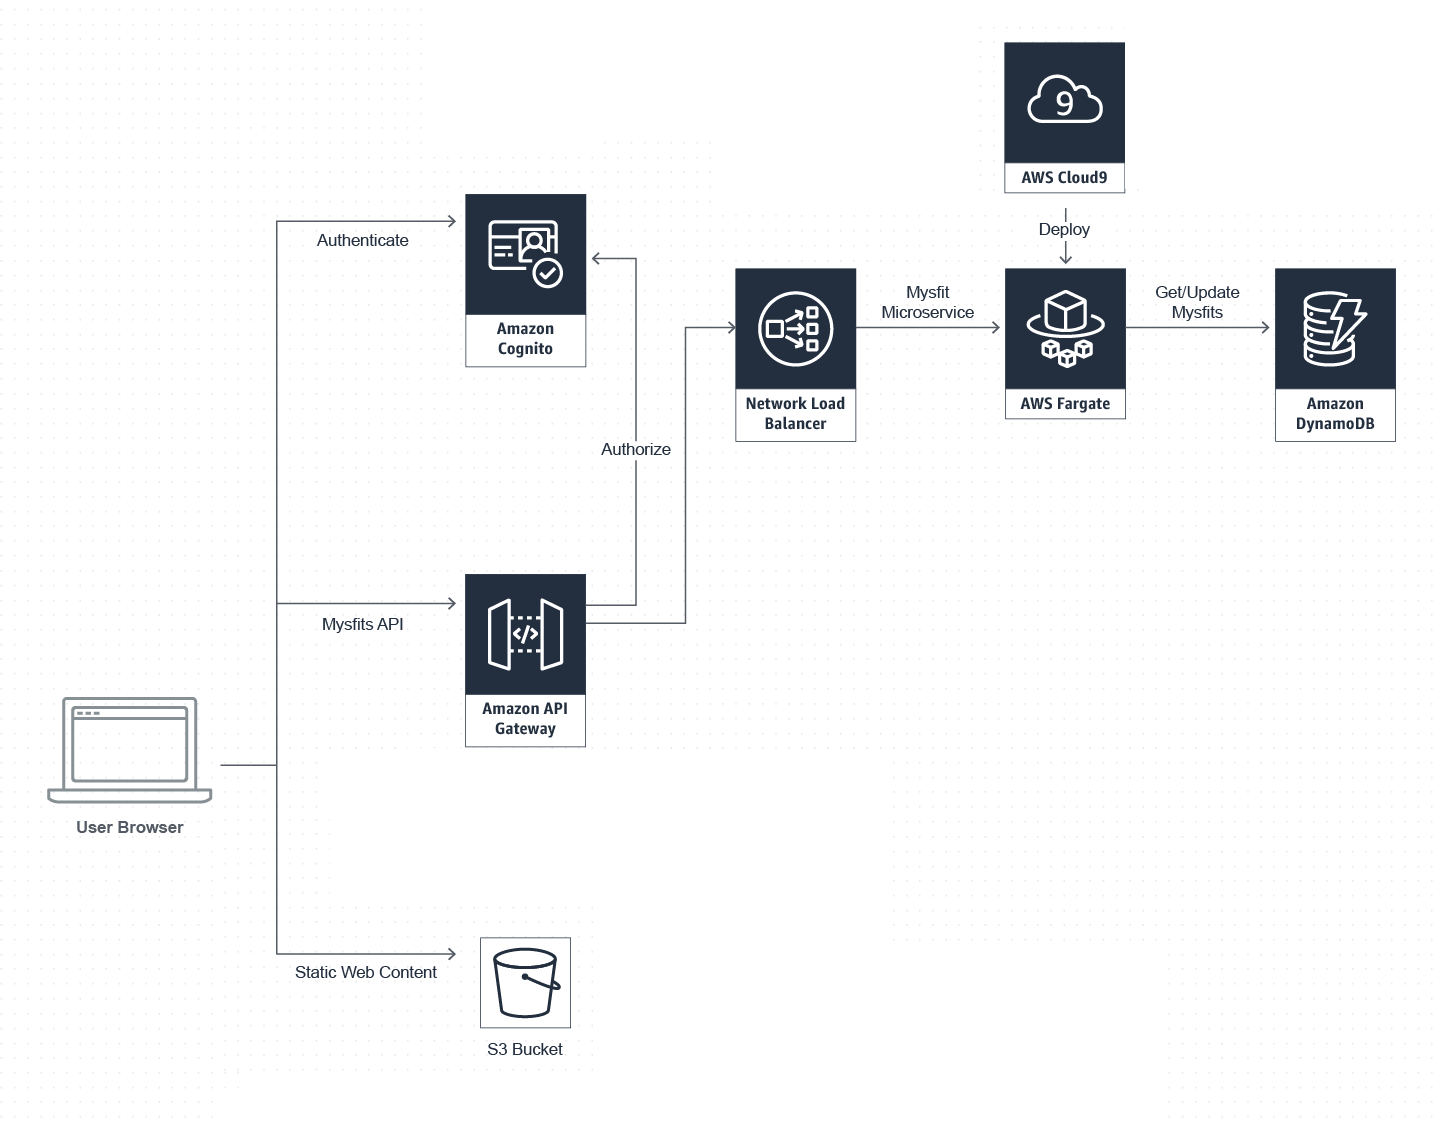 9
AWS Cloud9
Authenticate
Deploy
Amazon
Cognito
Mysfit
Microservice
Get/Update
Mysfits
Network Load
Balancer
AWS Fargate
Amazon
DynamoDB
Authorize
Mysfits API
</>
Amazon API
Gateway
User Browser
Static Web Content
S3 Bucket